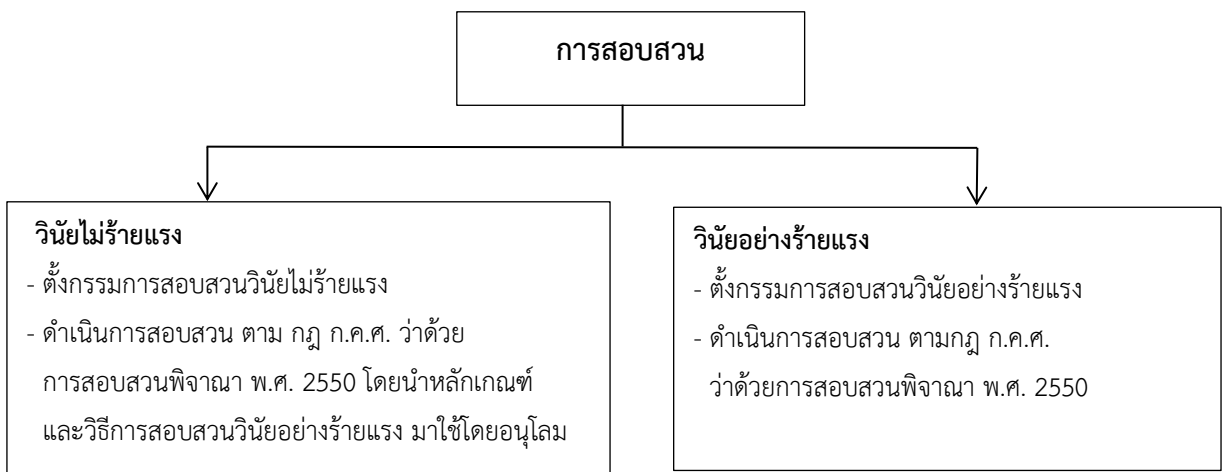 การสอบสวน
วินัยไม่ร้ายแรง
- ตั้งกรรมการสอบสวนวินัยไม่ร้ายแรง
- ดำเนินการสอบสวน ตาม กฎ ก.ค.ศ. ว่าด้วย
การสอบสวนพิจาณา พ.ศ. 2550 โดยนำหลักเกณฑ์
และวิธีการสอบสวนวินัยอย่างร้ายแรง มาใช้โดยอนุโลม
วินัยอย่างร้ายแรง
- ตั้งกรรมการสอบสวนวินัยอย่างร้ายแรง
- ดำเนินการสอบสวน ตามกฎ ก.ค.ศ.
ว่าด้วยการสอบสวนพิจาณา พ.ศ. 2550